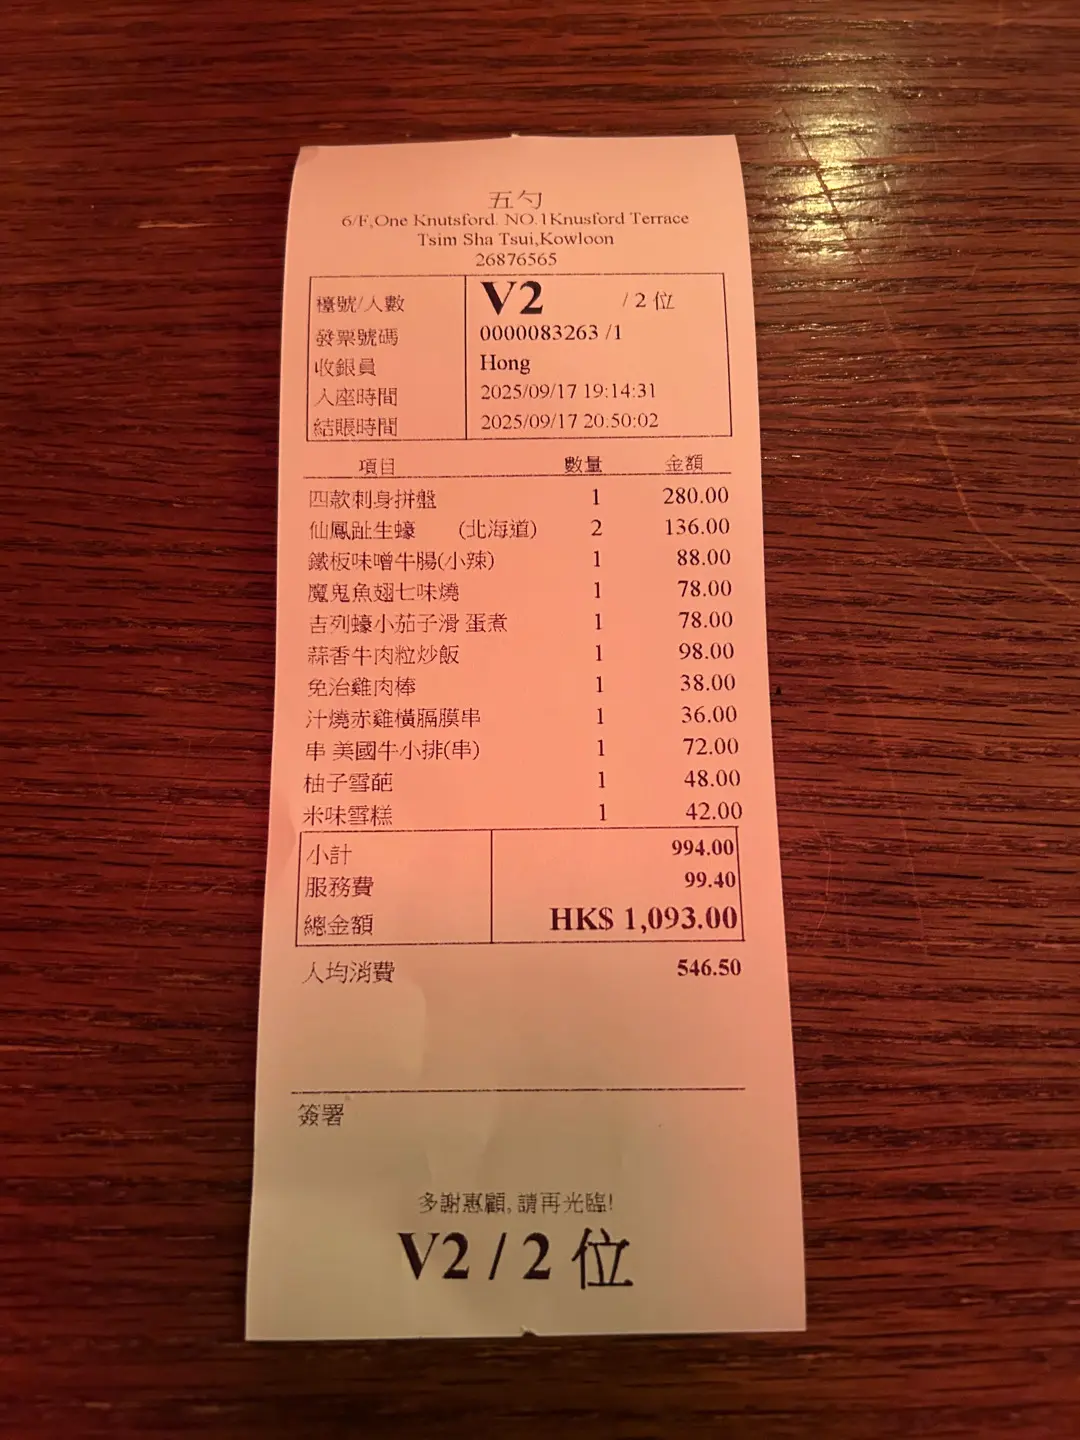 五勺
6/F,One Knutsford. NO.1Knusford Terrace
Tsim Sha Tsui,Kowloon
26876565
檯號/人數 V2 / 2 位
發票號碼 0000083263 /1
收銀員 Hong
入座時間 2025/09/17 19:14:31
結賬時間 2025/09/17 20:50:02
項目 數量 金額
四款刺身拼盤 1 280.00
仙鳳趾生蠔 (北海道) 2 136.00
鐵板味噌牛腸(小辣) 1 88.00
魔鬼魚翅七味燒 1 78.00
吉列蠔小茄子滑 蛋煮 1 78.00
蒜香牛肉粒炒飯 1 98.00
免治雞肉棒 1 38.00
汁燒赤雞橫膈膜串 1 36.00
串 美國牛小排(串) 1 72.00
柚子雪葩 1 48.00
米味雪糕 1 42.00
小計 994.00
服務費 99.40
總金額 HK$ 1,093.00
人均消費 546.50
簽署
多謝惠顧, 請再光臨!
V2 / 2 位